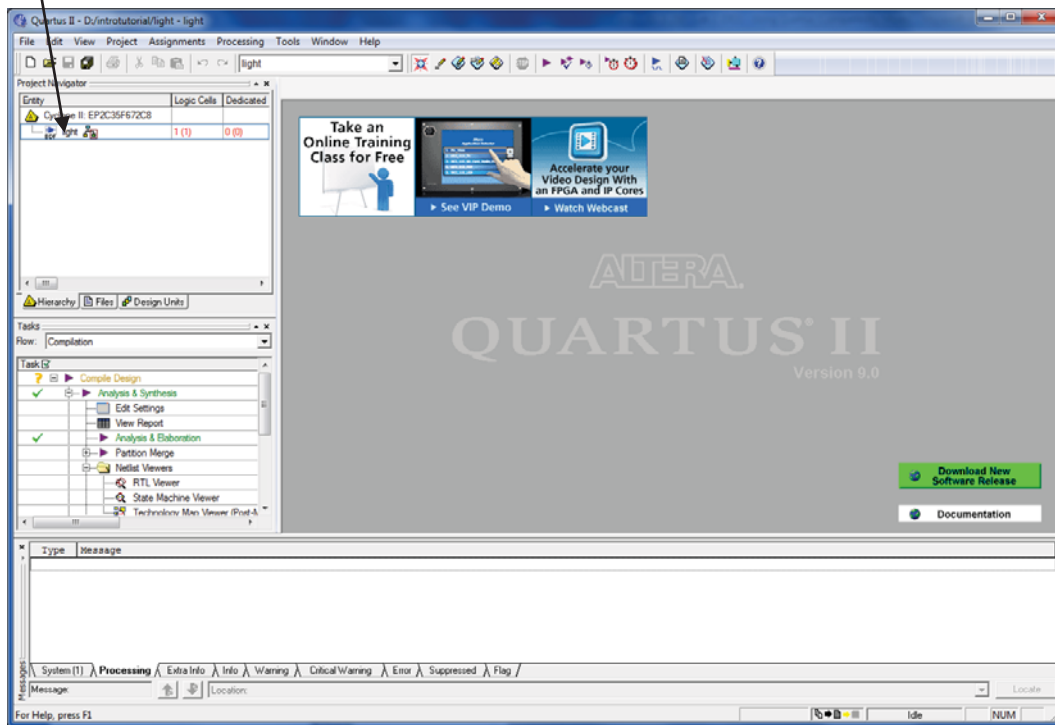 Quartus II - D:/introtutorial/light - light
File Edit View Project Assignments Processing Tools Window Help
light
Project Navigator
Entity Logic Cells Dedicated
Cyclone II: EP2C35F672C8
light 1 (1) 0 (0)
Hierarchy Files Design Units
Tasks
Flow: Compilation
Task
Compile Design
Analysis & Synthesis
Edit Settings
View Report
Analysis & Elaboration
Partition Merge
Netlist Viewers
RTL Viewer
State Machine Viewer
Technology Map Viewer (Post-M
Take an
Online Training
Class for Free
See VIP Demo
Accelerate your
Video Design With
an FPGA and IP Cores
Watch Webcast
ALTERA.
QUARTUS® II
Version 9.0
Download New
Software Release
Documentation
Type Message
Messages
System (1) Processing Extra Info Info Warning Critical Warning Error Suppressed Flag
Message: Location: Locate
For Help, press F1 Idle NUM